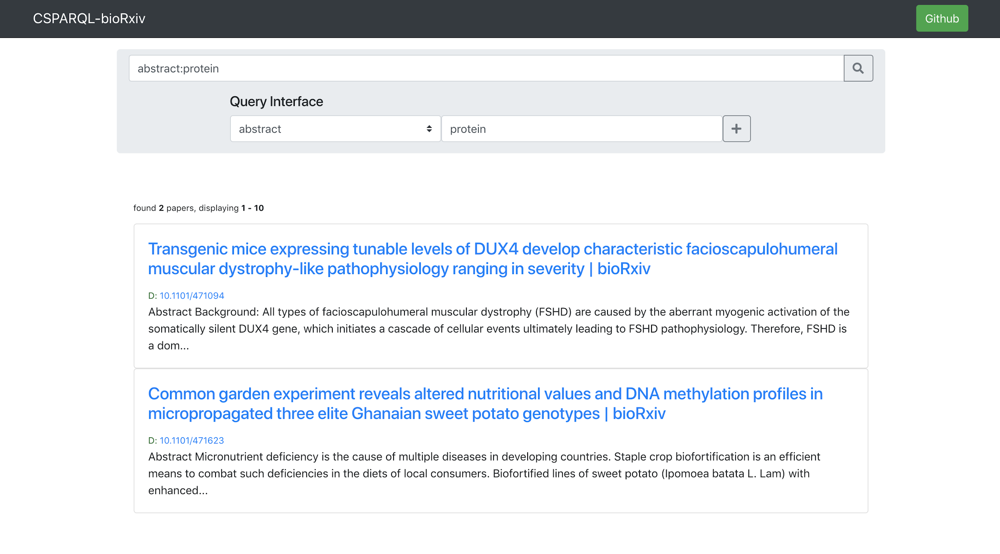 CSPARQL-bioRxiv
Github
abstract:protein
Query Interface
abstract
protein
found 2 papers, displaying 1 - 10
Transgenic mice expressing tunable levels of DUX4 develop characteristic facioscapulohumeral
muscular dystrophy-like pathophysiology ranging in severity | bioRxiv
D: 10.1101/471094
Abstract Background: All types of facioscapulohumeral muscular dystrophy (FSHD) are caused by the aberrant myogenic activation of the
somatically silent DUX4 gene, which initiates a cascade of cellular events ultimately leading to FSHD pathophysiology. Therefore, FSHD is
a dom...
Common garden experiment reveals altered nutritional values and DNA methylation profiles in
micropropagated three elite Ghanaian sweet potato genotypes | bioRxiv
D: 10.1101/471623
Abstract Micronutrient deficiency is the cause of multiple diseases in developing countries. Staple crop biofortification is an efficient
means to combat such deficiencies in the diets of local consumers. Biofortified lines of sweet potato (Ipomoea batata L. Lam) with
enhanced...